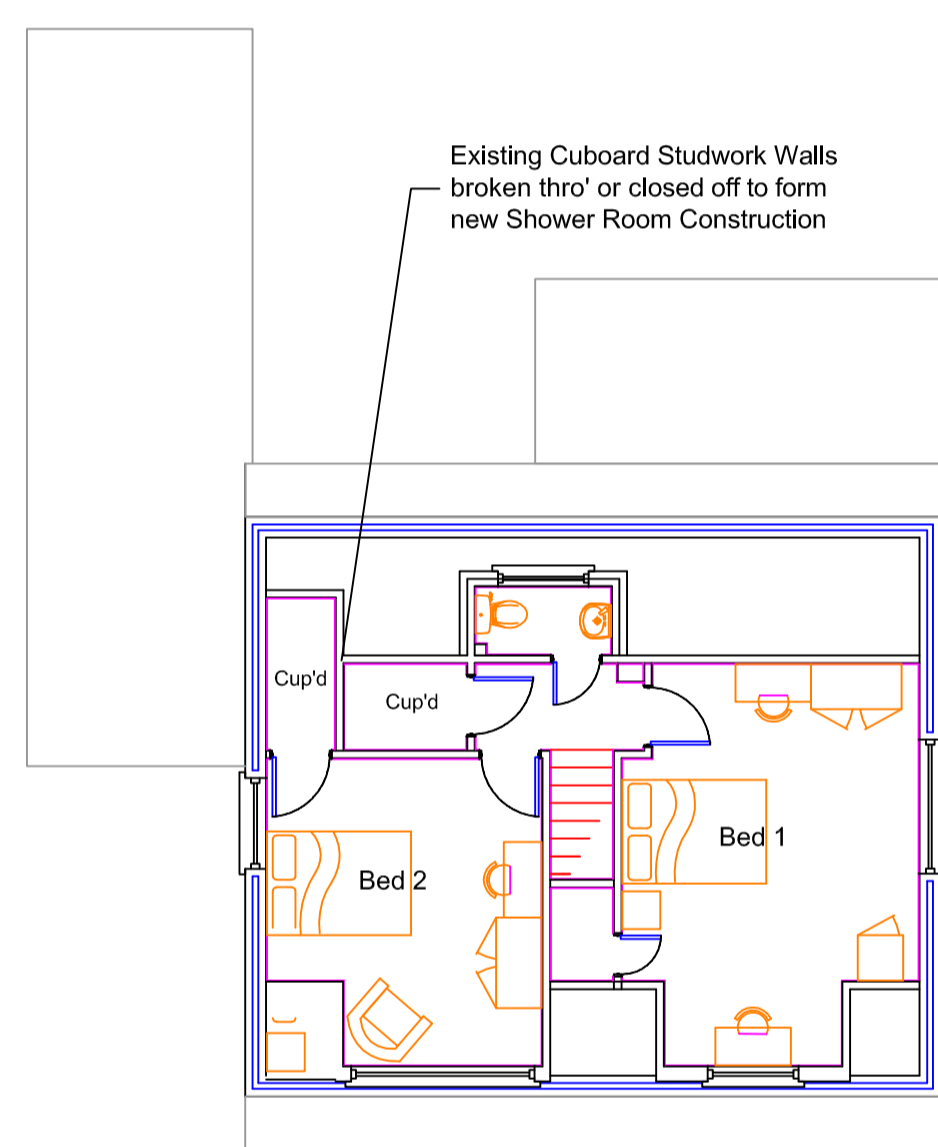 Existing Cuboard Studwork Walls
broken thro' or closed off to form
new Shower Room Construction
Cup'd
Cup'd
Bed 1
Bed 2